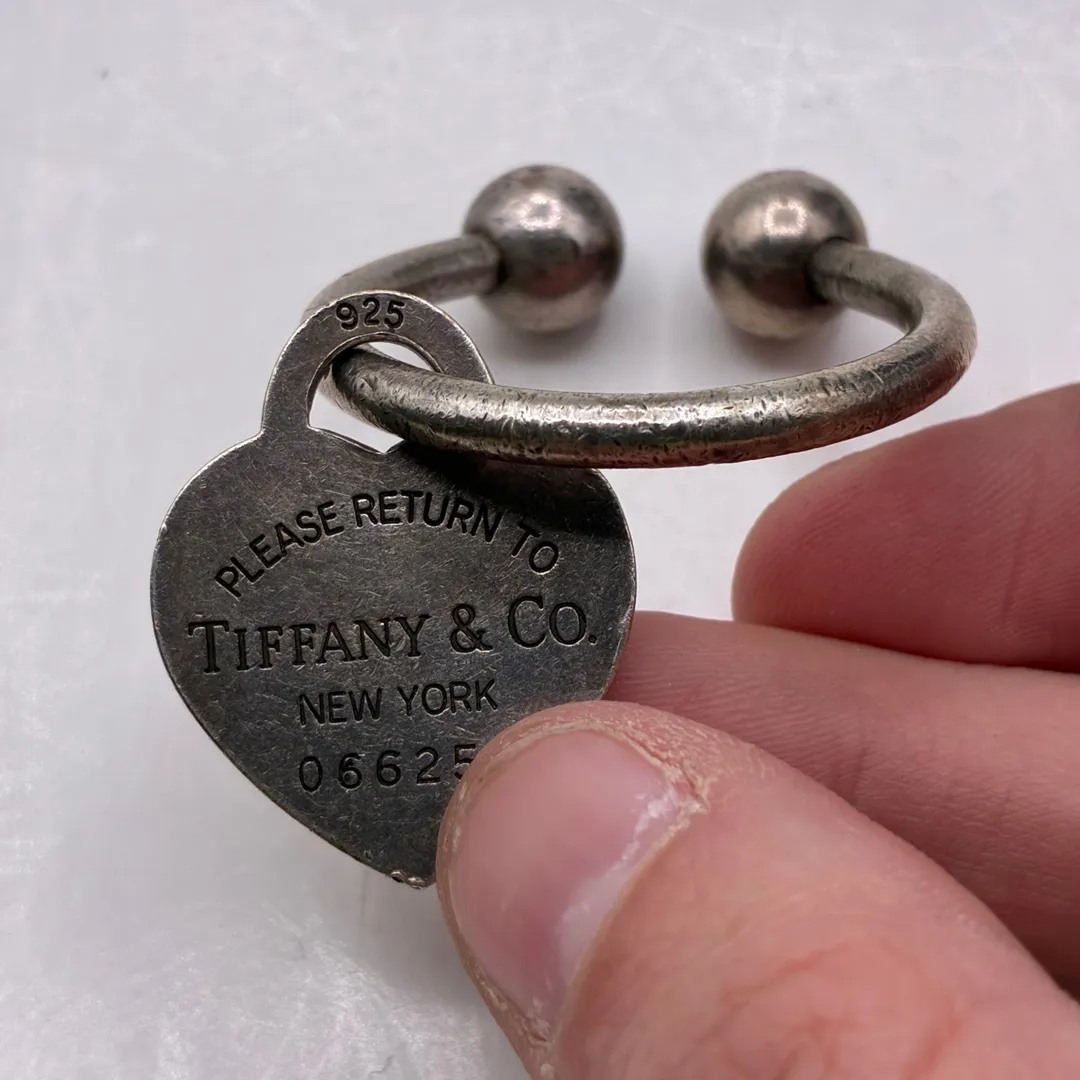 925
PLEASE RETURN TO
TIFFANY & CO.
NEW YORK
06625